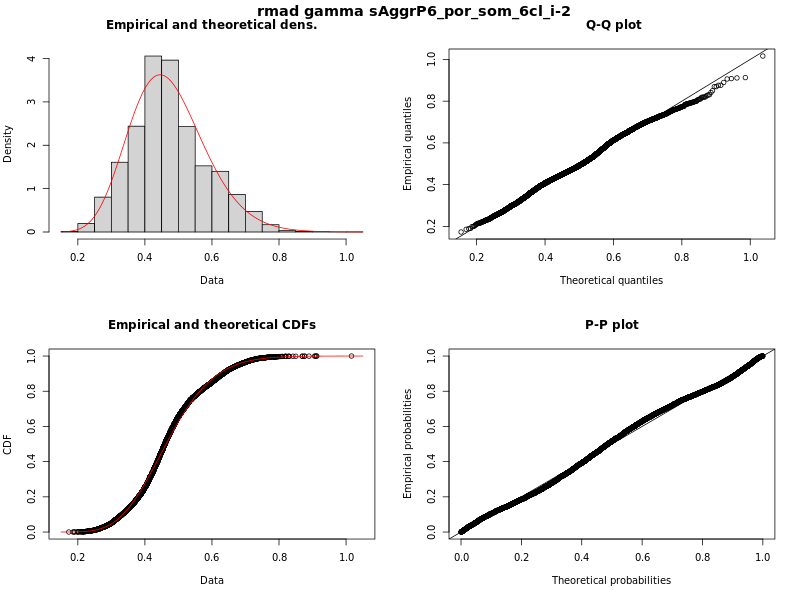 rmad gamma sAggrP6_por_som_6cl_i-2
Empirical and theoretical dens.
Density
0 1 2 3 4
0.2 0.4 0.6 0.8 1.0
Data
Q-Q plot
Empirical quantiles
0.2 0.4 0.6 0.8 1.0
0.2 0.4 0.6 0.8 1.0
Theoretical quantiles
Empirical and theoretical CDFs
CDF
0.0 0.2 0.4 0.6 0.8 1.0
0.2 0.4 0.6 0.8 1.0
Data
P-P plot
Empirical probabilities
0.0 0.2 0.4 0.6 0.8 1.0
0.0 0.2 0.4 0.6 0.8 1.0
Theoretical probabilities